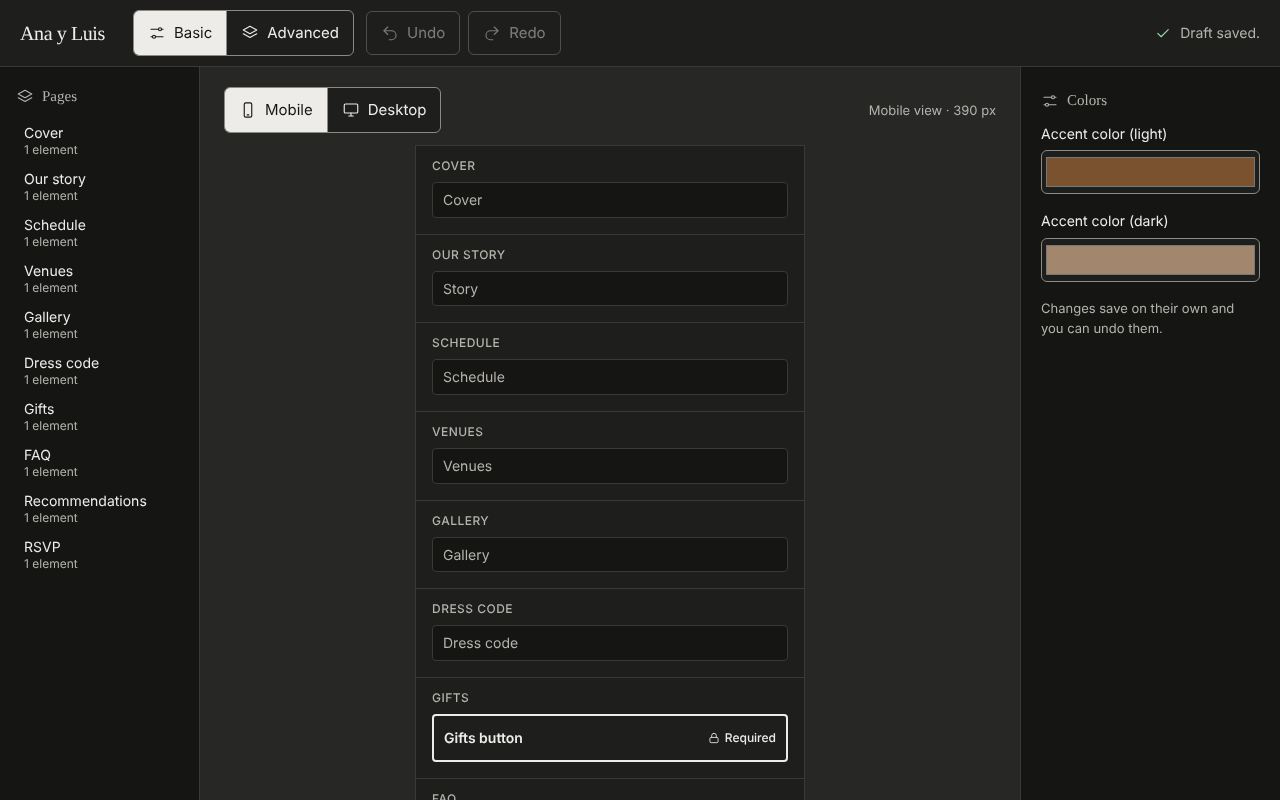 Ana y Luis
Basic
Advanced
Undo
Redo
Draft saved.
Pages
Cover
1 element
Our story
1 element
Schedule
1 element
Venues
1 element
Gallery
1 element
Dress code
1 element
Gifts
1 element
FAQ
1 element
Recommendations
1 element
RSVP
1 element
Mobile
Desktop
Mobile view · 390 px
COVER
Cover
OUR STORY
Story
SCHEDULE
Schedule
VENUES
Venues
GALLERY
Gallery
DRESS CODE
Dress code
GIFTS
Gifts button
Required
FAQ
Colors
Accent color (light)
Accent color (dark)
Changes save on their own and
you can undo them.